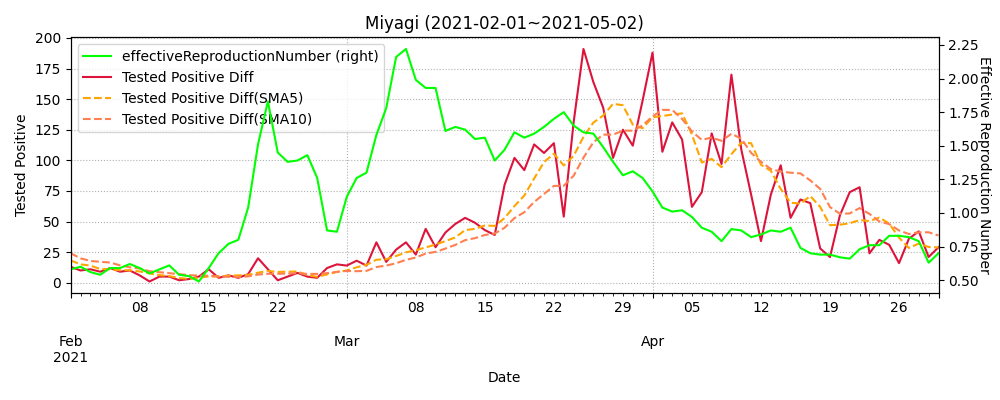 Miyagi (2021-02-01~2021-05-02)
effectiveReproductionNumber (right)
Tested Positive Diff
Tested Positive Diff(SMA5)
Tested Positive Diff(SMA10)
Tested Positive
200
175
150
125
100
75
50
25
0
2.25
2.00
1.75
1.50
1.25
1.00
0.75
0.50
Effective Reproduction Number
08 15 22 08 15 22 29 05 12 19 26
Feb Mar Apr
2021
Date